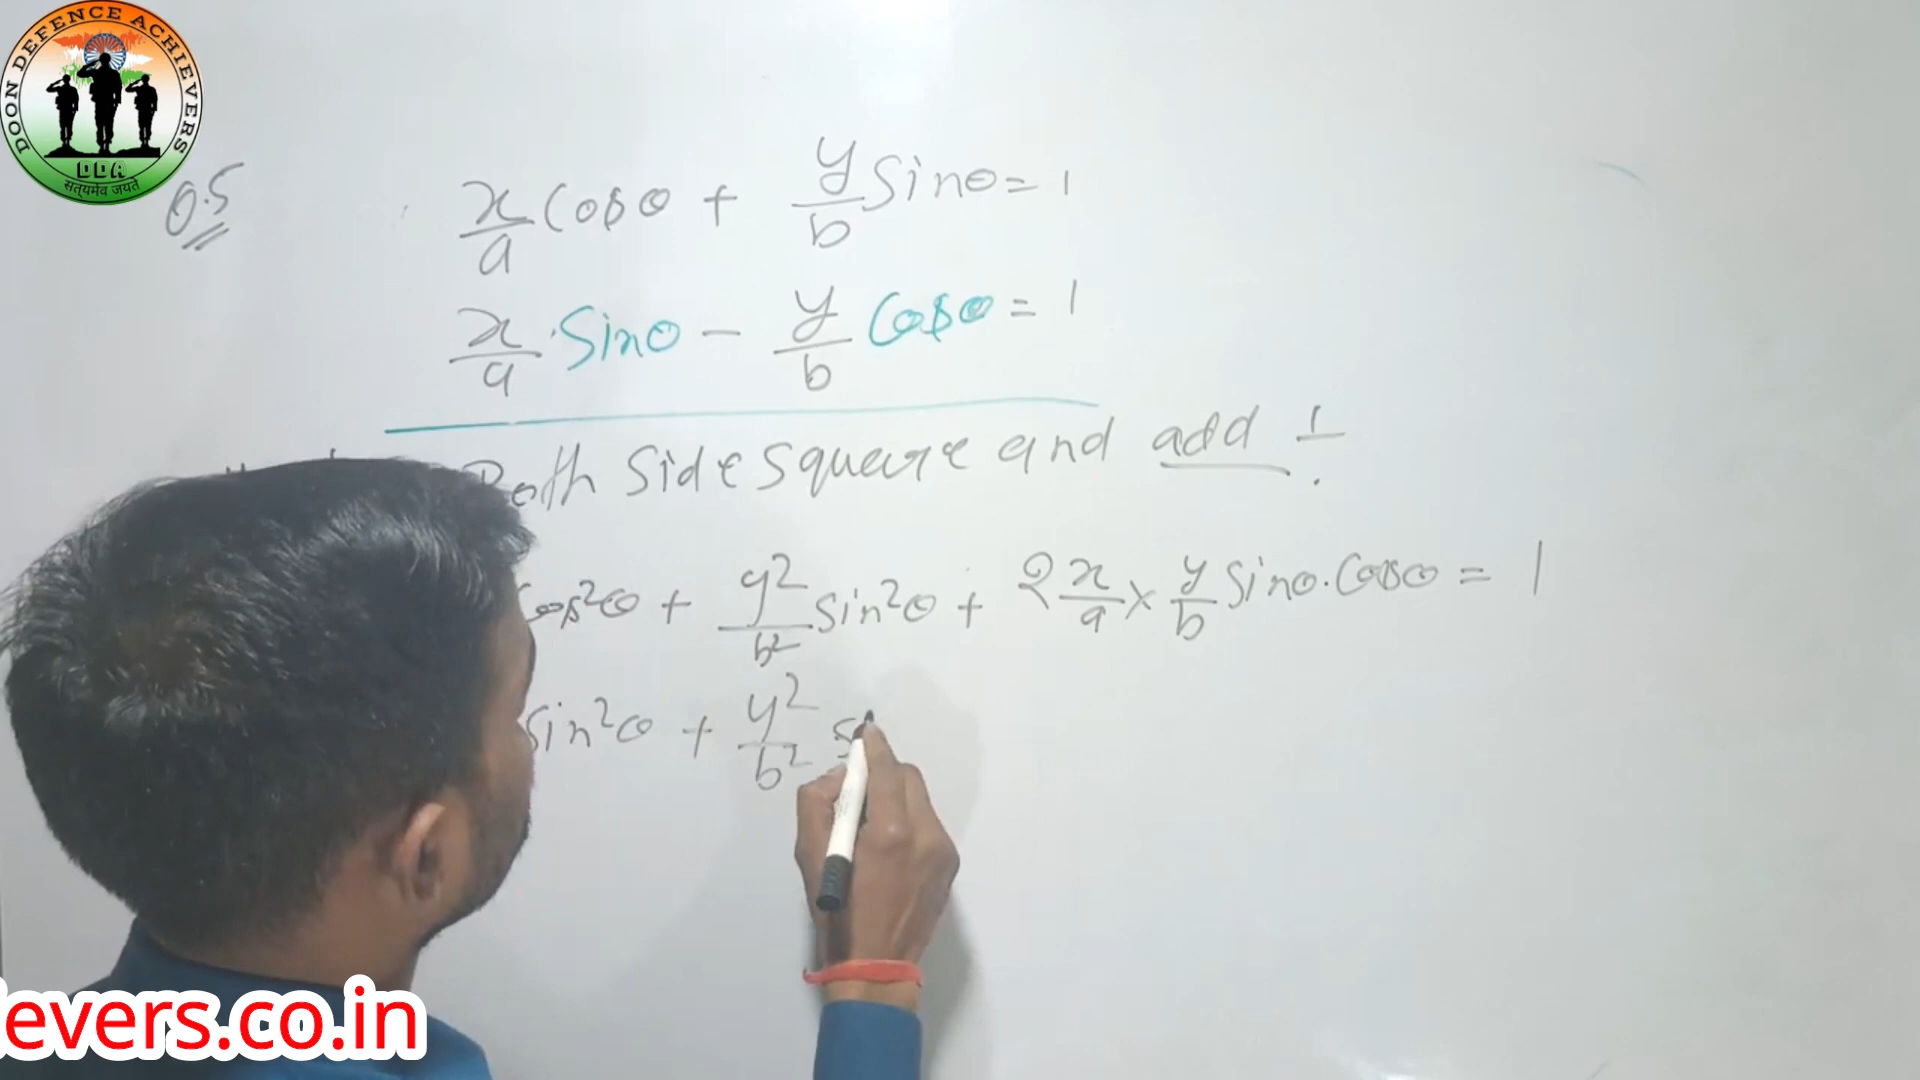 DOON DEFENCE ACHIEVERS
DDA
सत्यमेव जयते
Q.5
x/a Cosθ + y/b Sinθ = 1
x/a . Sinθ - y/b Cosθ = 1
Both Side Square and add
cos²θ + y²/b² sin²θ + 2 x/a × y/b Sinθ.Cosθ = 1
Sin²θ + y²/b² S
evers.co.in